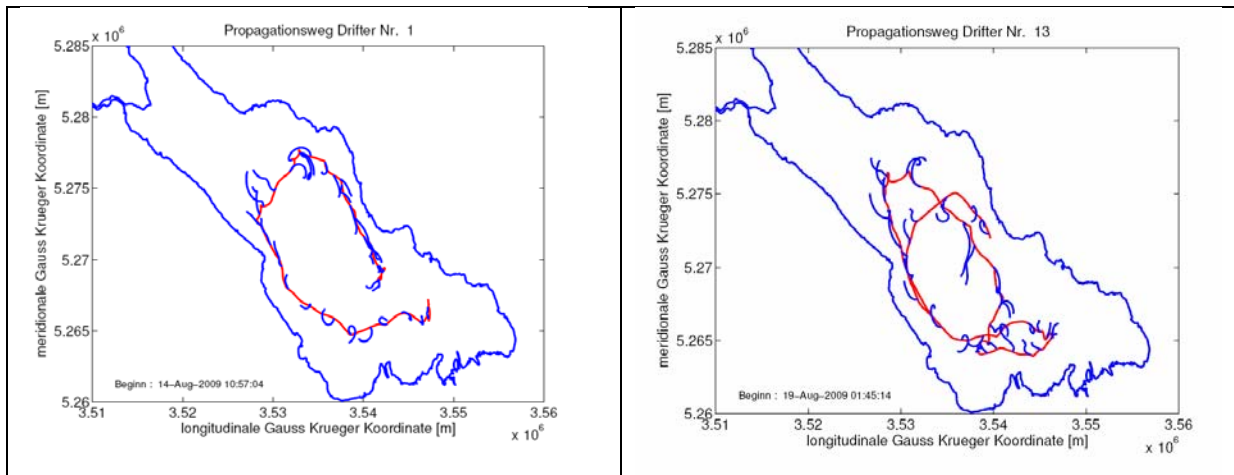 Propagationsweg Drifter Nr. 1
x 10^6
5.285
5.28
5.275
5.27
5.265
5.26
meridionale Gauss Krueger Koordinate [m]
Beginn : 14-Aug-2009 10:57:04
3.51 3.52 3.53 3.54 3.55 3.56
longitudinale Gauss Krueger Koordinate [m]
x 10^6
Propagationsweg Drifter Nr. 13
x 10^6
5.285
5.28
5.275
5.27
5.265
5.26
meridionale Gauss Krueger Koordinate [m]
Beginn : 19-Aug-2009 01:45:14
3.51 3.52 3.53 3.54 3.55 3.56
longitudinale Gauss Krueger Koordinate [m]
x 10^6